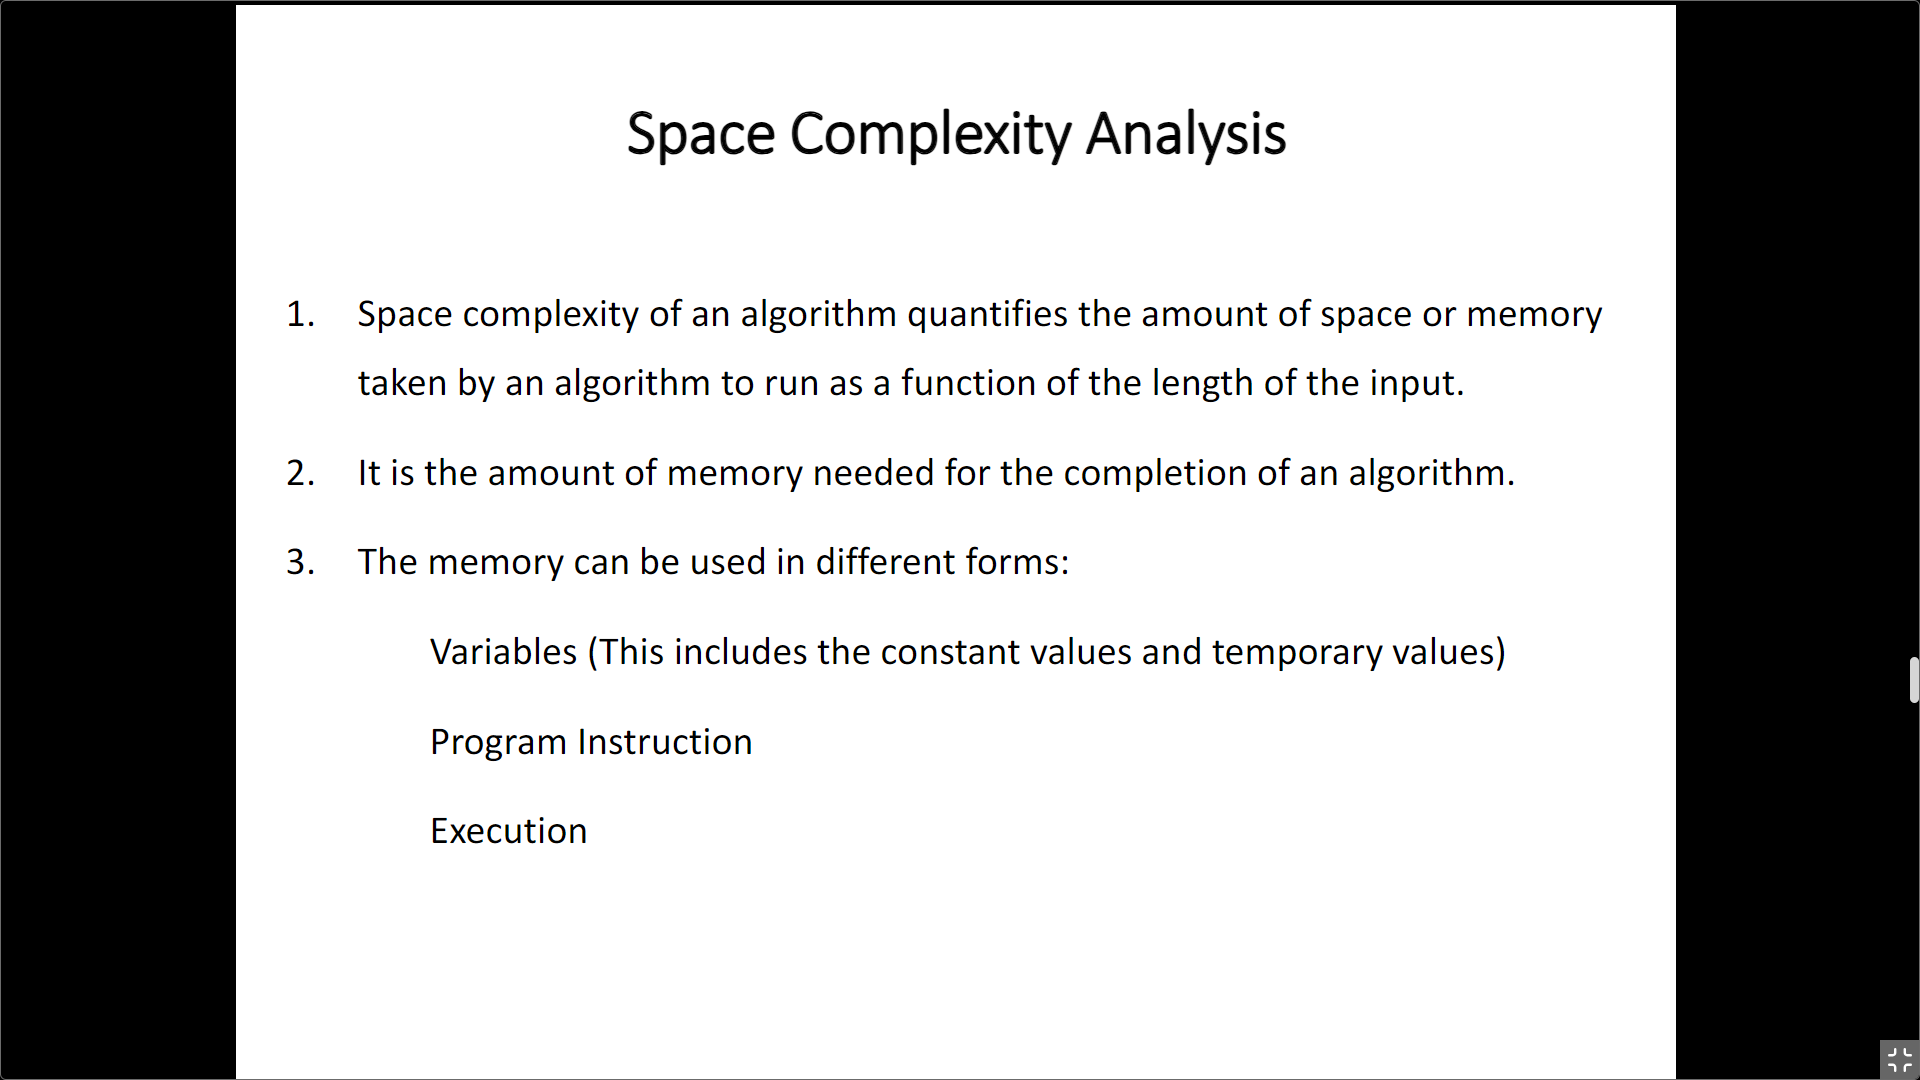 Space Complexity Analysis
1. Space complexity of an algorithm quantifies the amount of space or memory
taken by an algorithm to run as a function of the length of the input.
2. It is the amount of memory needed for the completion of an algorithm.
3. The memory can be used in different forms:
Variables (This includes the constant values and temporary values)
Program Instruction
Execution